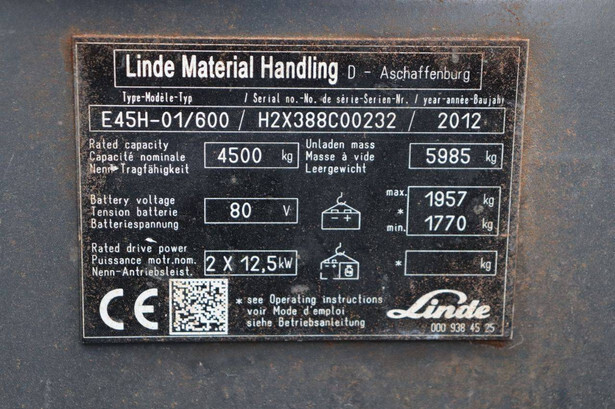 Linde Material Handling D - Aschaffenburg
Type-Modèle-Typ / Serial no.-No. de série-Serien-Nr. / year-année-Baujahr
E45H-01/600 / H2X388C00232 / 2012
Rated capacity
Capacité nominale
Nenn-Tragfähigkeit
4500 kg
Unladen mass
Masse à vide
Leergewicht
5985 kg
Battery voltage
Tension batterie
Batteriespannung
80 V
- +
max. 1957 kg
*
min. 1770 kg
Rated drive power
Puissance motr.nom.
Nenn-Antriebsleist.
2 X 12,5 kW
- +
* kg
CE
* see Operating instructions
voir Mode d'emploi
siehe Betriebsanleitung
Linde
000 938 45 25